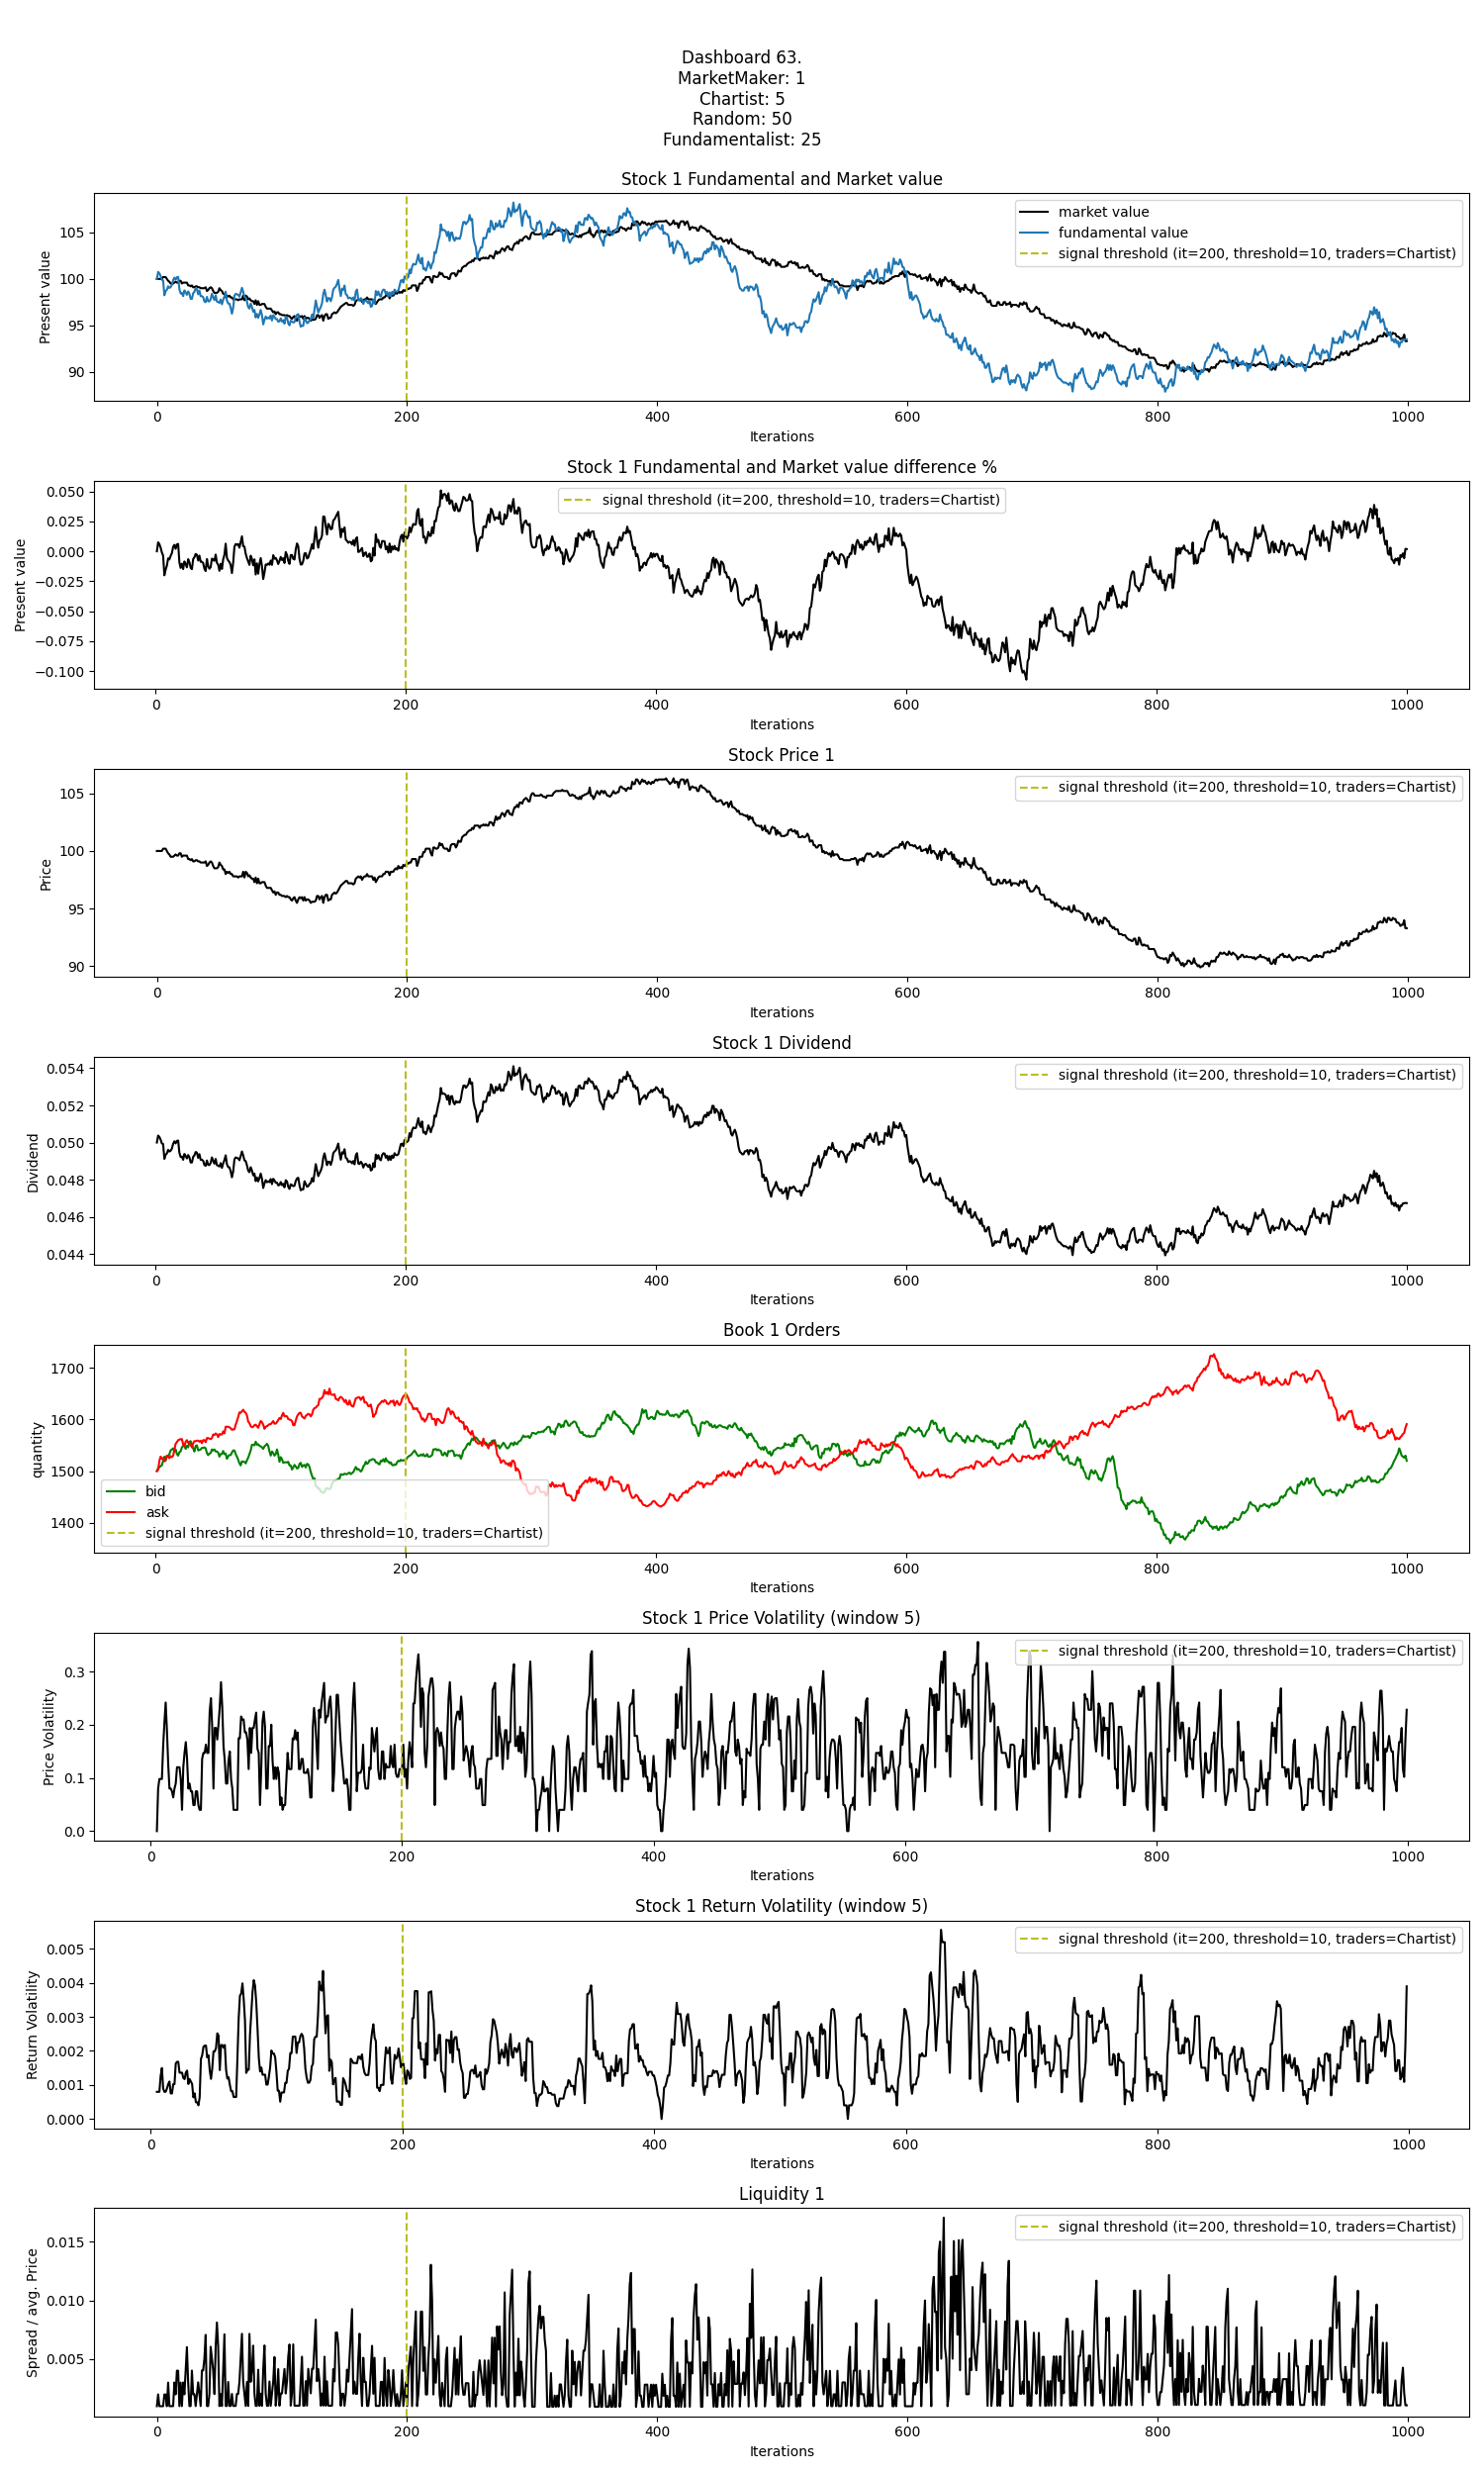 Dashboard 63.
MarketMaker: 1
Chartist: 5
Random: 50
Fundamentalist: 25
Stock 1 Fundamental and Market value
Present value
105
100
95
90
market value
fundamental value
signal threshold (it=200, threshold=10, traders=Chartist)
0 200 400 600 800 1000
Iterations
Stock 1 Fundamental and Market value difference %
Present value
0.050
0.025
0.000
−0.025
−0.050
−0.075
−0.100
signal threshold (it=200, threshold=10, traders=Chartist)
0 200 400 600 800 1000
Iterations
Stock Price 1
Price
105
100
95
90
signal threshold (it=200, threshold=10, traders=Chartist)
0 200 400 600 800 1000
Iterations
Stock 1 Dividend
Dividend
0.054
0.052
0.050
0.048
0.046
0.044
signal threshold (it=200, threshold=10, traders=Chartist)
0 200 400 600 800 1000
Iterations
Book 1 Orders
quantity
1700
1600
1500
1400
bid
ask
signal threshold (it=200, threshold=10, traders=Chartist)
0 200 400 600 800 1000
Iterations
Stock 1 Price Volatility (window 5)
Price Volatility
0.3
0.2
0.1
0.0
signal threshold (it=200, threshold=10, traders=Chartist)
0 200 400 600 800 1000
Iterations
Stock 1 Return Volatility (window 5)
Return Volatility
0.005
0.004
0.003
0.002
0.001
0.000
signal threshold (it=200, threshold=10, traders=Chartist)
0 200 400 600 800 1000
Iterations
Liquidity 1
Spread / avg. Price
0.015
0.010
0.005
signal threshold (it=200, threshold=10, traders=Chartist)
0 200 400 600 800 1000
Iterations